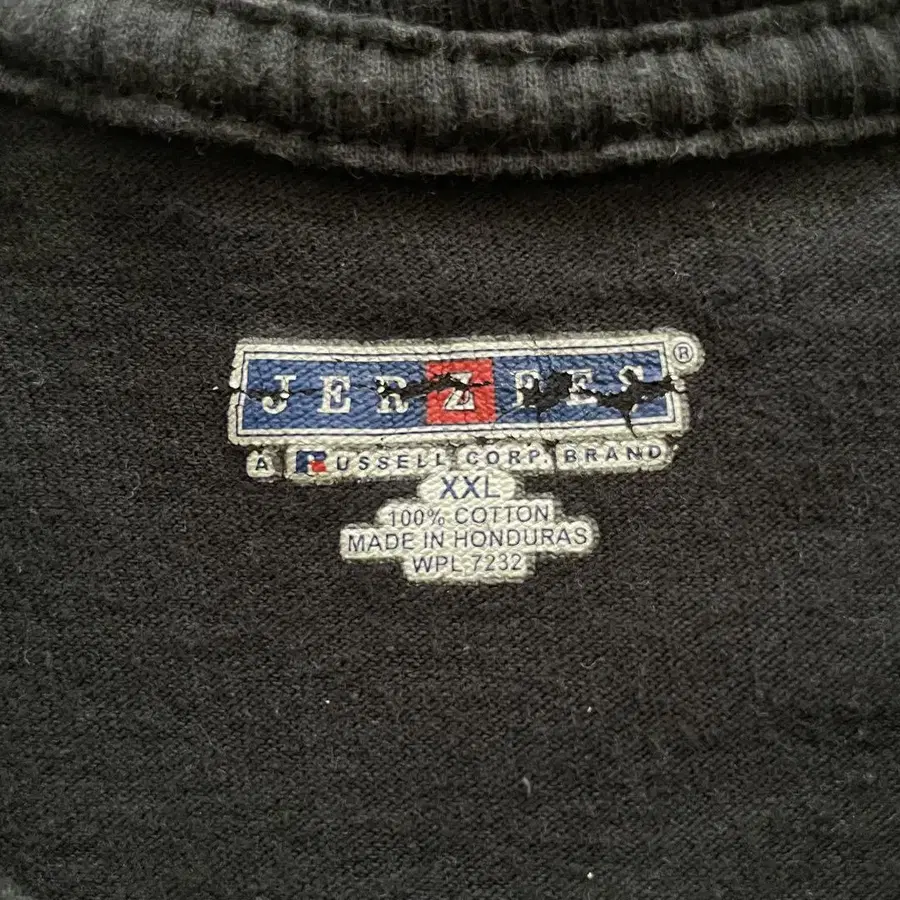 JERZEES ®
A RUSSELL CORP. BRAND
XXL
100% COTTON
MADE IN HONDURAS
WPL 7232